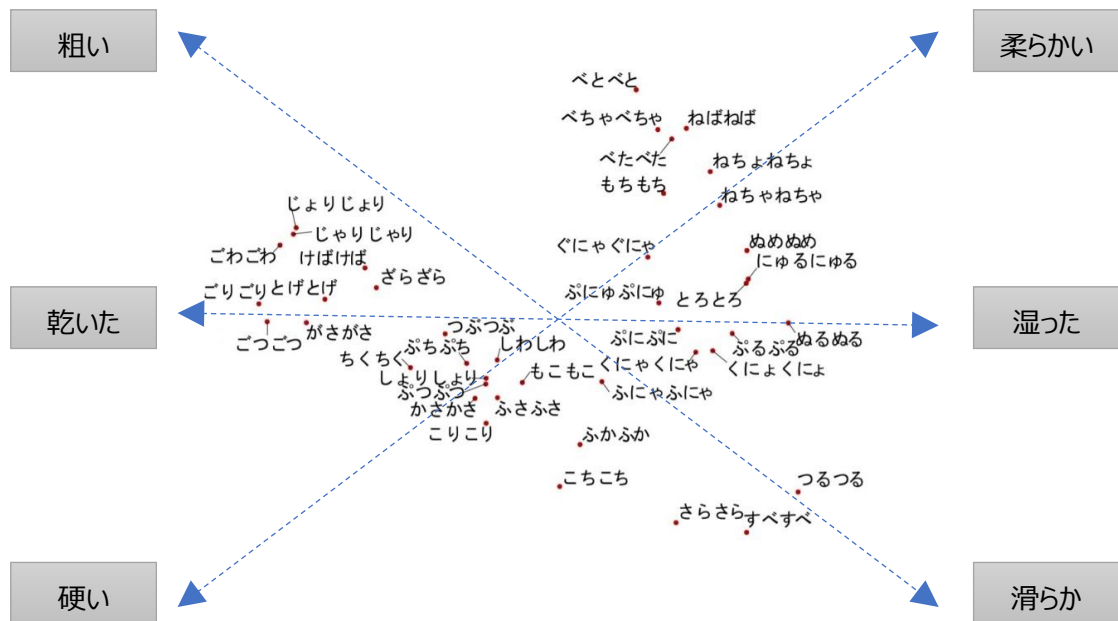 粗い
柔らかい
べとべと
べちゃべちゃ
ねばねば
べたべた
ねちょねちょ
もちもち
ねちゃねちゃ
じょりじょり
じゃりじゃり
ごわごわ
けばけば
ざらざら
ぐにゃぐにゃ
ぬめぬめ
にゅるにゅる
ごりごり
とげとげ
ぷにゅぷにゅ
とろとろ
乾いた
湿った
ごつごつ
がさがさ
つぶつぶ
ぷにぷに
ぬるぬる
ちくちく
ぷちぷち
しわしわ
くにゃくにゃ
ぷるぷる
くにょくにょ
しょりしょり
もこもこ
ぷつぷつ
ふにゃふにゃ
かさかさ
ふさふさ
こりこり
ふかふか
こちこち
つるつる
さらさら
すべすべ
硬い
滑らか